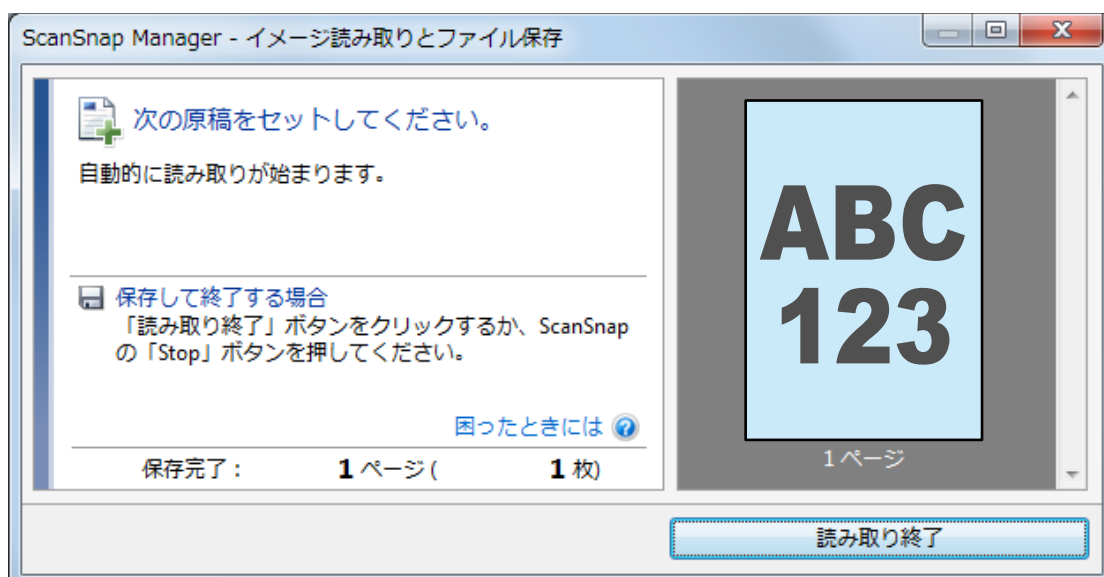 ScanSnap Manager - イメージ読み取りとファイル保存
次の原稿をセットしてください。
自動的に読み取りが始まります。
保存して終了する場合
「読み取り終了」ボタンをクリックするか、ScanSnap
の「Stop」ボタンを押してください。
困ったときには
保存完了： 1 ページ ( 1 枚)
ABC
123
1 ページ
読み取り終了